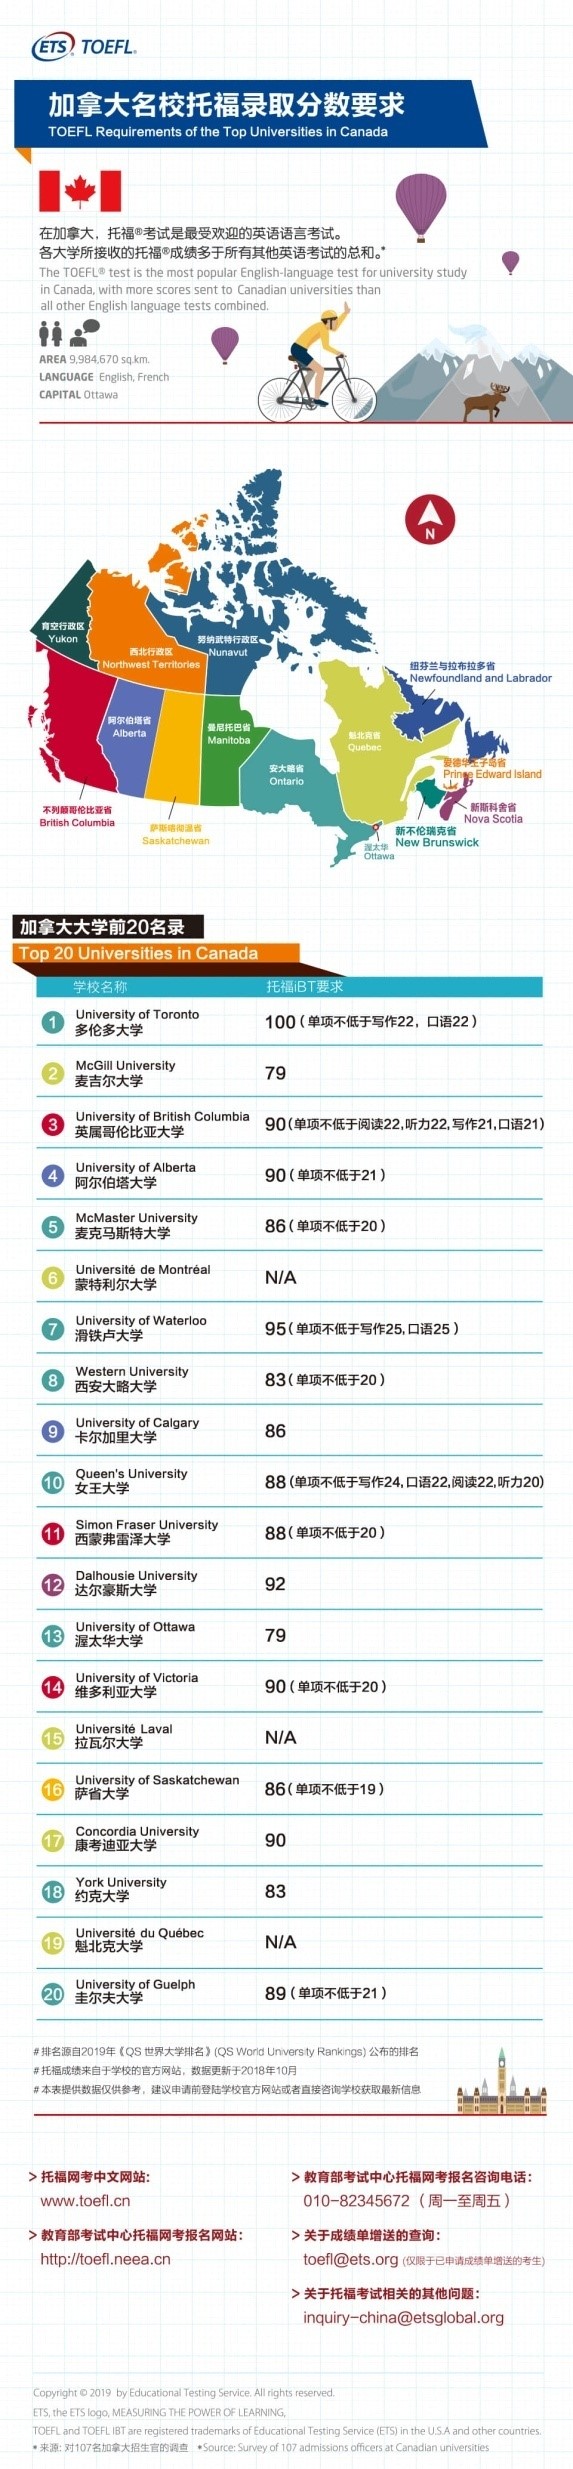 ETS TOEFL
加拿大名校托福录取分数要求
TOEFL Requirements of the Top Universities in Canada
在加拿大，托福®考试是最受欢迎的英语语言考试。
各大学所接收的托福®成绩多于所有其他英语考试的总和。*
The TOEFL® test is the most popular English-language test for university study
in Canada, with more scores sent to Canadian universities than
all other English language tests combined.
AREA 9,984,670 sq.km.
LANGUAGE English, French
CAPITAL Ottawa
N
育空行政区
Yukon
西北行政区
Northwest Territories
努纳武特行政区
Nunavut
纽芬兰与拉布拉多省
Newfoundland and Labrador
阿尔伯塔省
Alberta
曼尼托巴省
Manitoba
魁北克省
Quebec
安大略省
Ontario
爱德华王子岛省
Prince Edward Island
不列颠哥伦比亚省
British Columbia
萨斯喀彻温省
Saskatchewan
新斯科舍省
Nova Scotia
新不伦瑞克省
New Brunswick
渥太华
Ottawa
加拿大大学前20名录
Top 20 Universities in Canada
学校名称 托福iBT要求
1 University of Toronto
多伦多大学
100（单项不低于写作22，口语22）
2 McGill University
麦吉尔大学
79
3 University of British Columbia
英属哥伦比亚大学
90(单项不低于阅读22,听力22,写作21,口语21)
4 University of Alberta
阿尔伯塔大学
90（单项不低于21）
5 McMaster University
麦克马斯特大学
86（单项不低于20）
6 Université de Montréal
蒙特利尔大学
N/A
7 University of Waterloo
滑铁卢大学
95（单项不低于写作25,口语25）
8 Western University
西安大略大学
83（单项不低于20）
9 University of Calgary
卡尔加里大学
86
10 Queen's University
女王大学
88 (单项不低于写作24,口语22,阅读22,听力20)
11 Simon Fraser University
西蒙弗雷泽大学
88（单项不低于20）
12 Dalhousie University
达尔豪斯大学
92
13 University of Ottawa
渥太华大学
79
14 University of Victoria
维多利亚大学
90（单项不低于20）
15 Université Laval
拉瓦尔大学
N/A
16 University of Saskatchewan
萨省大学
86（单项不低于19）
17 Concordia University
康考迪亚大学
90
18 York University
约克大学
83
19 Université du Québec
魁北克大学
N/A
20 University of Guelph
圭尔夫大学
89（单项不低于21）
# 排名源自2019年《QS 世界大学排名》(QS World University Rankings) 公布的排名
# 托福成绩来自于学校的官方网站，数据更新于2018年10月
# 本表提供数据仅供参考，建议申请前登陆学校官方网站或者直接咨询学校获取最新信息
> 托福网考中文网站:
www.toefl.cn
> 教育部考试中心托福网考报名网站:
http://toefl.neea.cn
> 教育部考试中心托福网考报名咨询电话:
010-82345672 （周一至周五）
> 关于成绩单增送的查询:
toefl@ets.org (仅限于已申请成绩单增送的考生)
> 关于托福考试相关的其他问题:
inquiry-china@etsglobal.org
Copyright © 2019 by Educational Testing Service. All rights reserved.
ETS, the ETS logo, MEASURING THE POWER OF LEARNING,
TOEFL and TOEFL IBT are registered trademarks of Educational Testing Service (ETS) in the U.S.A and other countries.
*来源: 对107名加拿大招生官的调查 *Source: Survey of 107 admissions officers at Canadian universities